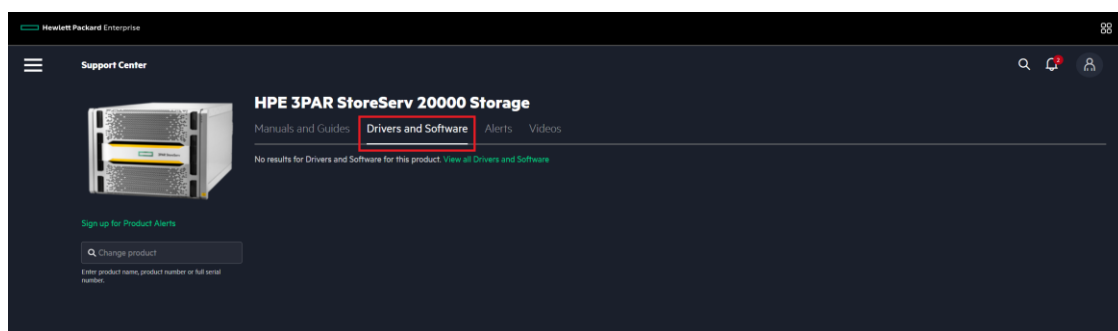 Hewlett Packard Enterprise
Support Center
2
HPE 3PAR StoreServ 20000 Storage
Manuals and Guides Drivers and Software Alerts Videos
No results for Drivers and Software for this product. View all Drivers and Software
Sign up for Product Alerts
Change product
Enter product name, product number or full serial
number.